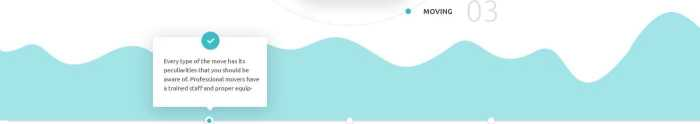 MOVING 03
Every type of the move has its
peculiarities that you should be
aware of. Professional movers have
a trained staff and proper equip-